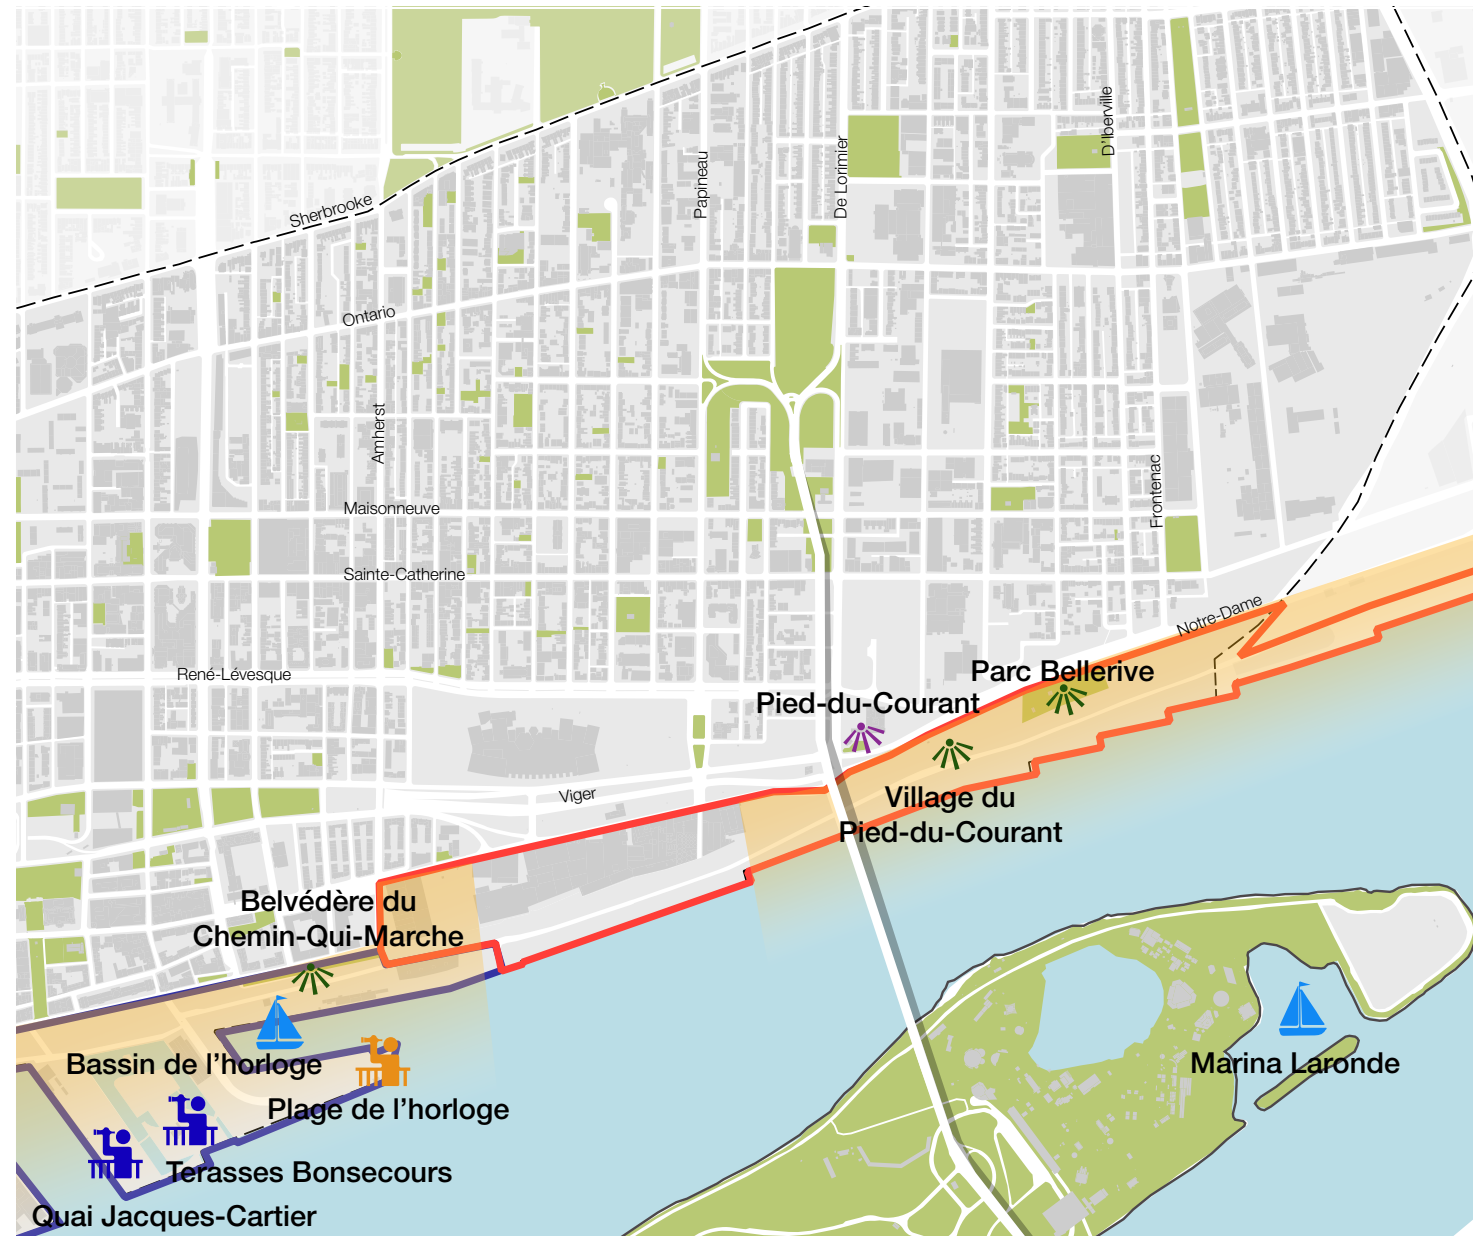 D'Iberville
Papineau
De Lorimier
Sherbrooke
Ontario
Amherst
Frontenac
Maisonneuve
Sainte-Catherine
Notre-Dame
René-Lévesque
Parc Bellerive
Pied-du-Courant
Viger
Village du
Pied-du-Courant
Belvédère du
Chemin-Qui-Marche
Bassin de l'horloge
Marina Laronde
Plage de l'horloge
Terasses Bonsecours
Quai Jacques-Cartier